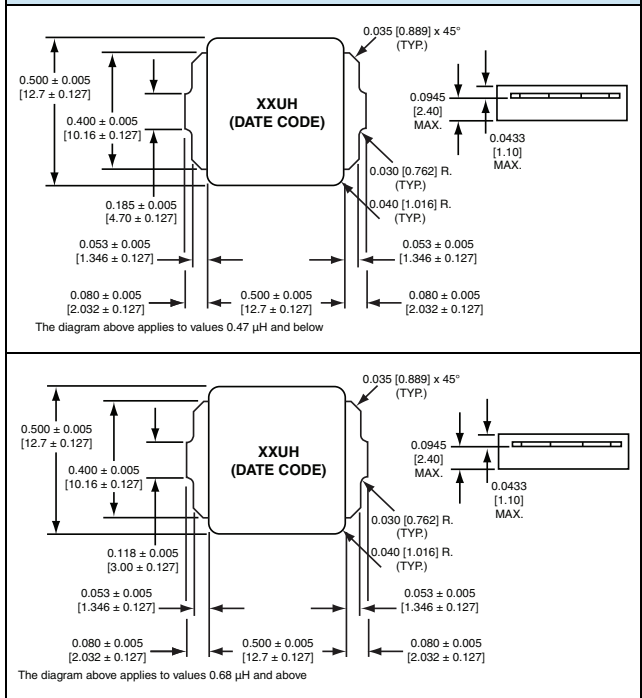 0.035 [0.889] x 45°
(TYP.)
0.500 ± 0.005
[12.7 ± 0.127]
0.400 ± 0.005
[10.16 ± 0.127]
XXUH
(DATE CODE)
0.0945
[2.40]
MAX.
0.0433
[1.10]
MAX.
0.030 [0.762] R.
(TYP.)
0.185 ± 0.005
[4.70 ± 0.127]
0.040 [1.016] R.
(TYP.)
0.053 ± 0.005
[1.346 ± 0.127]
0.053 ± 0.005
[1.346 ± 0.127]
0.080 ± 0.005
[2.032 ± 0.127]
0.500 ± 0.005
[12.7 ± 0.127]
0.080 ± 0.005
[2.032 ± 0.127]
The diagram above applies to values 0.47 µH and below
0.035 [0.889] x 45°
(TYP.)
0.500 ± 0.005
[12.7 ± 0.127]
0.400 ± 0.005
[10.16 ± 0.127]
XXUH
(DATE CODE)
0.0945
[2.40]
MAX.
0.0433
[1.10]
MAX.
0.030 [0.762] R.
(TYP.)
0.118 ± 0.005
[3.00 ± 0.127]
0.040 [1.016] R.
(TYP.)
0.053 ± 0.005
[1.346 ± 0.127]
0.053 ± 0.005
[1.346 ± 0.127]
0.080 ± 0.005
[2.032 ± 0.127]
0.500 ± 0.005
[12.7 ± 0.127]
0.080 ± 0.005
[2.032 ± 0.127]
The diagram above applies to values 0.68 µH and above